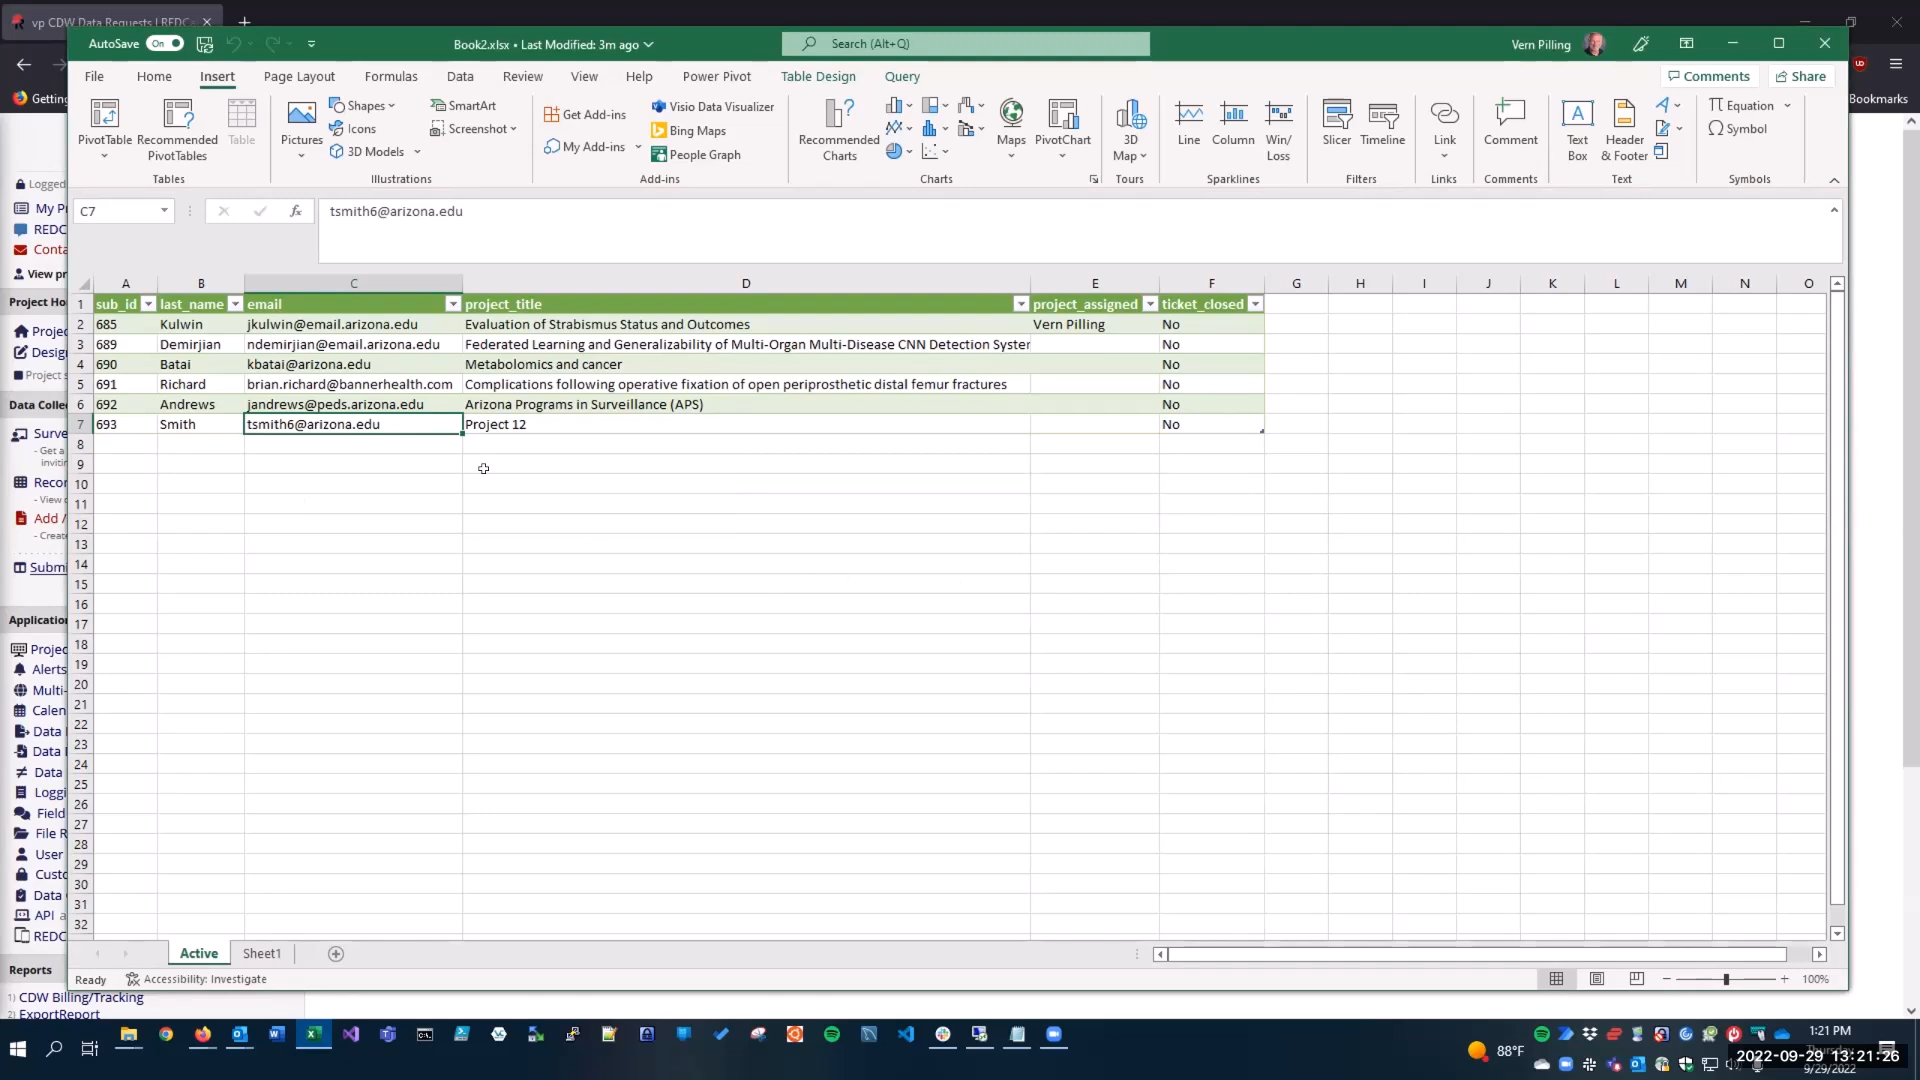 vp CDW Data Requests | REDC
AutoSave On Book2.xlsx • Last Modified: 3m ago Search (Alt+Q) Vern Pilling
File Home Insert Page Layout Formulas Data Review View Help Power Pivot Table Design Query Comments Share
Getting Bookmarks
PivotTable Recommended PivotTables Table Pictures Shapes Icons 3D Models SmartArt Screenshot Get Add-ins My Add-ins Visio Data Visualizer Bing Maps People Graph Recommended Charts Maps PivotChart 3D Map Line Column Win/Loss Slicer Timeline Link Comment Text Box Header & Footer Equation Symbol
Tables Illustrations Add-ins Charts Tours Sparklines Filters Links Comments Text Symbols
C7 fx tsmith6@arizona.edu
A B C D E F G H I J K L M N O
1 sub_id last_name email project_title project_assigned ticket_closed
2 685 Kulwin jkulwin@email.arizona.edu Evaluation of Strabismus Status and Outcomes Vern Pilling No
3 689 Demirjian ndemirjian@email.arizona.edu Federated Learning and Generalizability of Multi-Organ Multi-Disease CNN Detection System No
4 690 Batai kbatai@arizona.edu Metabolomics and cancer No
5 691 Richard brian.richard@bannerhealth.com Complications following operative fixation of open periprosthetic distal femur fractures No
6 692 Andrews jandrews@peds.arizona.edu Arizona Programs in Surveillance (APS) No
7 693 Smith tsmith6@arizona.edu Project 12 No
8
9
10
11
12
13
14
15
16
17
18
19
20
21
22
23
24
25
26
27
28
29
30
31
32
Active Sheet1
Ready Accessibility: Investigate 100%
Logged
My P
REDC
Conta
View pr
Project Ho
Projec
Design
Project s
Data Colle
Surve
- Get a
inviti
Recor
- View
Add /
- Create
Submi
Application
Projec
Alerts
Multi-
Calen
Data
Data
Data
Loggi
Field
File R
User
Custo
Data
API a
REDC
Reports
1) CDW Billing/Tracking
2) ExportReport
88°F
1:21 PM
Thursday
9/29/2022
2022-09-29 13:21:26